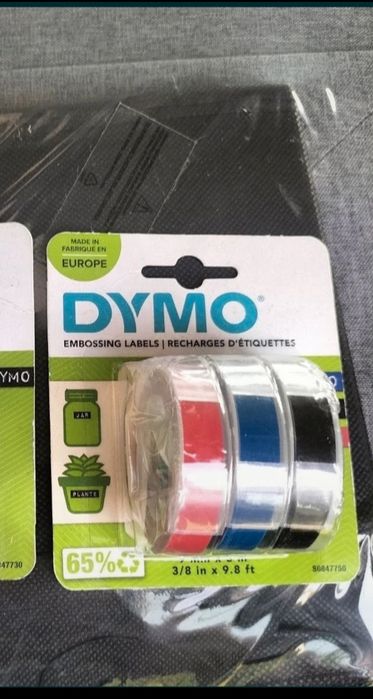 MADE IN
FABRIQUÉ EN
EUROPE
DYMO®
EMBOSSING LABELS | RECHARGES D'ÉTIQUETTES
JAR
PLANTE
65%
3/8 in x 9.8 ft
S0847750
YMO
47730